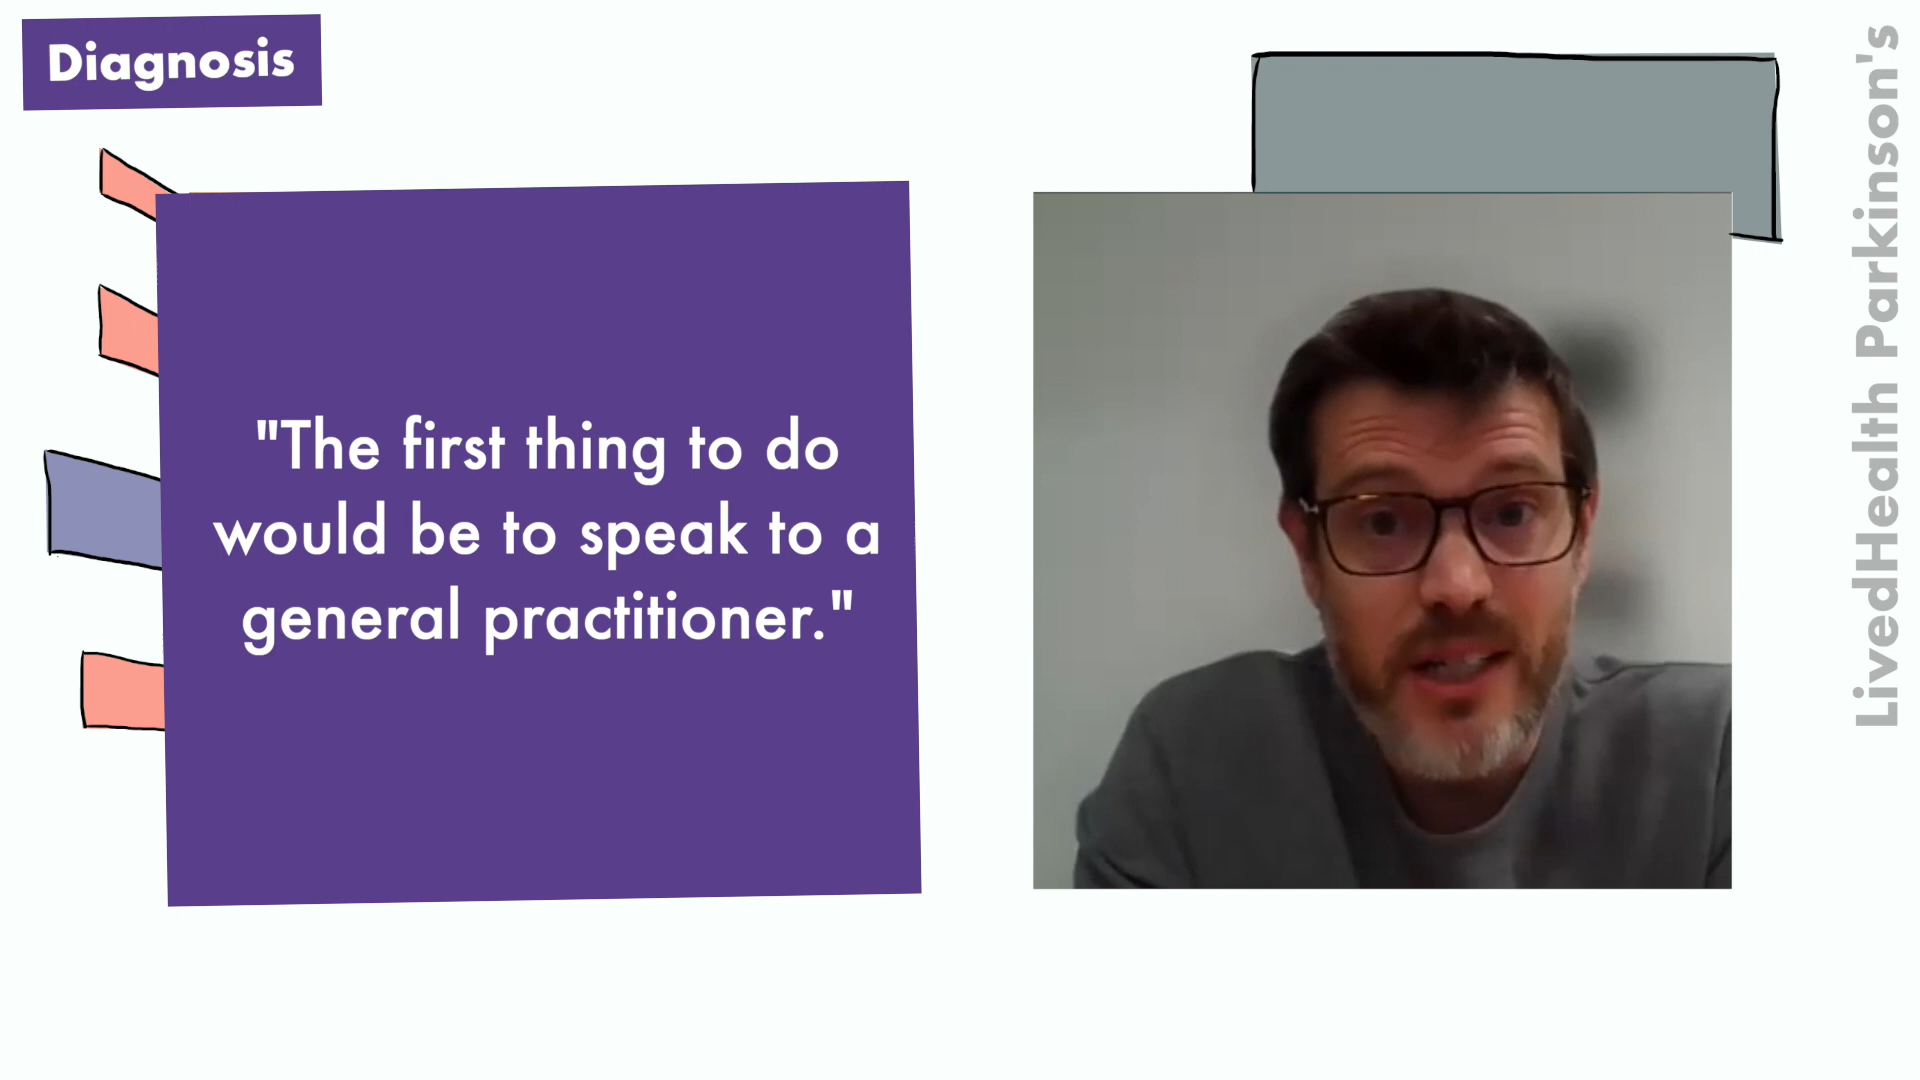 Diagnosis
"The first thing to do
would be to speak to a
general practitioner."
LivedHealth Parkinson's